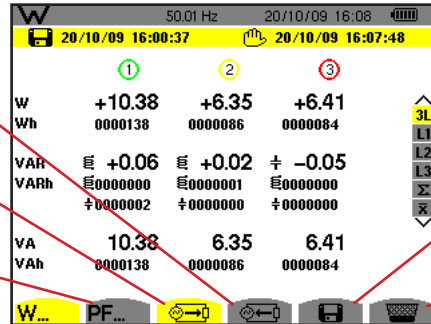 W 50.01 Hz 20/10/09 16:08
20/10/09 16:00:37 20/10/09 16:07:48
1 2 3
W +10.38 +6.35 +6.41
Wh 0000138 0000086 0000084
VAR +0.06 +0.02 -0.05
VARh 0000000 0000001 0000000
0000002 0000000 0000000
VA 10.38 6.35 6.41
VAh 0000138 0000086 0000084
3L
L1
L2
L3
Σ
x̄
W... PF...